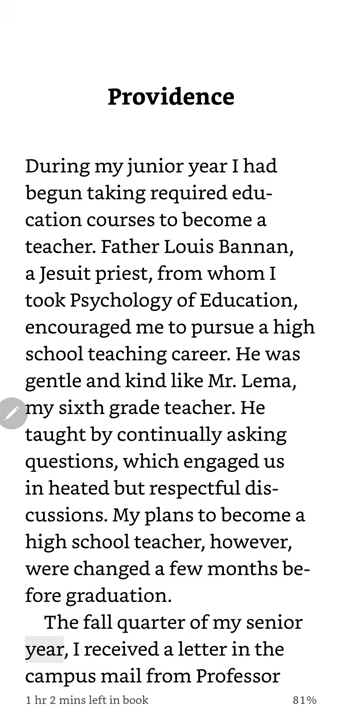 Providence
During my junior year I had
begun taking required edu-
cation courses to become a
teacher. Father Louis Bannan,
a Jesuit priest, from whom I
took Psychology of Education,
encouraged me to pursue a high
school teaching career. He was
gentle and kind like Mr. Lema,
my sixth grade teacher. He
taught by continually asking
questions, which engaged us
in heated but respectful dis-
cussions. My plans to become a
high school teacher, however,
were changed a few months be-
fore graduation.
The fall quarter of my senior
year, I received a letter in the
campus mail from Professor
1 hr 2 mins left in book 81%